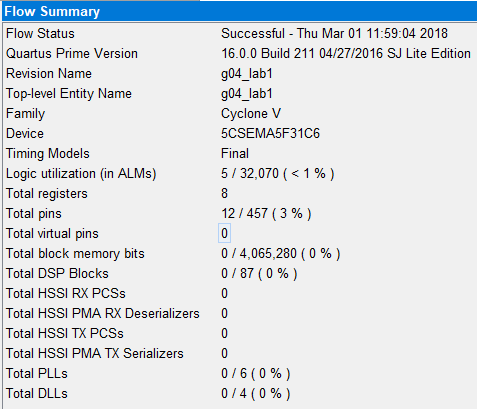 Flow Summary
Flow Status Successful - Thu Mar 01 11:59:04 2018
Quartus Prime Version 16.0.0 Build 211 04/27/2016 SJ Lite Edition
Revision Name g04_lab1
Top-level Entity Name g04_lab1
Family Cyclone V
Device 5CSEMA5F31C6
Timing Models Final
Logic utilization (in ALMs) 5 / 32,070 ( < 1 % )
Total registers 8
Total pins 12 / 457 ( 3 % )
Total virtual pins 0
Total block memory bits 0 / 4,065,280 ( 0 % )
Total DSP Blocks 0 / 87 ( 0 % )
Total HSSI RX PCSs 0
Total HSSI PMA RX Deserializers 0
Total HSSI TX PCSs 0
Total HSSI PMA TX Serializers 0
Total PLLs 0 / 6 ( 0 % )
Total DLLs 0 / 4 ( 0 % )